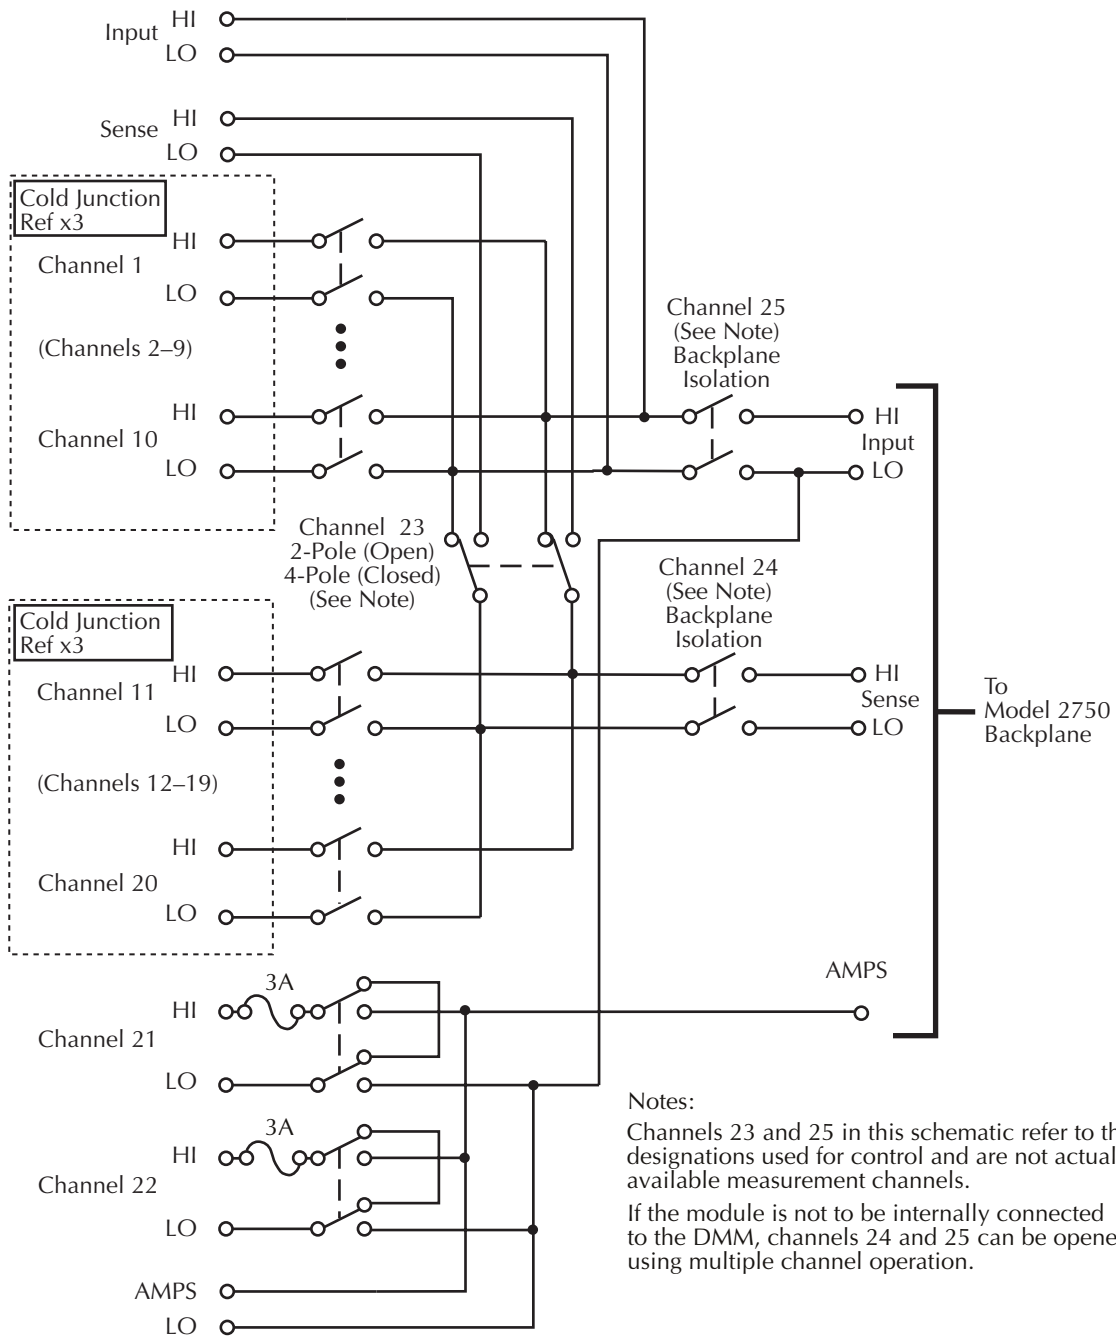 Input HI
LO
Sense HI
LO
Cold Junction
Ref x3
HI
Channel 1
LO
(Channels 2–9)
HI
Channel 10
LO
Channel 25
(See Note)
Backplane
Isolation
HI
Input
LO
Channel 23
2-Pole (Open)
4-Pole (Closed)
(See Note)
Channel 24
(See Note)
Backplane
Isolation
Cold Junction
Ref x3
HI
Channel 11
LO
(Channels 12–19)
HI
Channel 20
LO
HI
Sense
LO
To
Model 2750
Backplane
AMPS
3A
HI
Channel 21
LO
3A
HI
Channel 22
LO
AMPS
LO
Notes:
Channels 23 and 25 in this schematic refer to th
designations used for control and are not actual
available measurement channels.
If the module is not to be internally connected
to the DMM, channels 24 and 25 can be opene
using multiple channel operation.